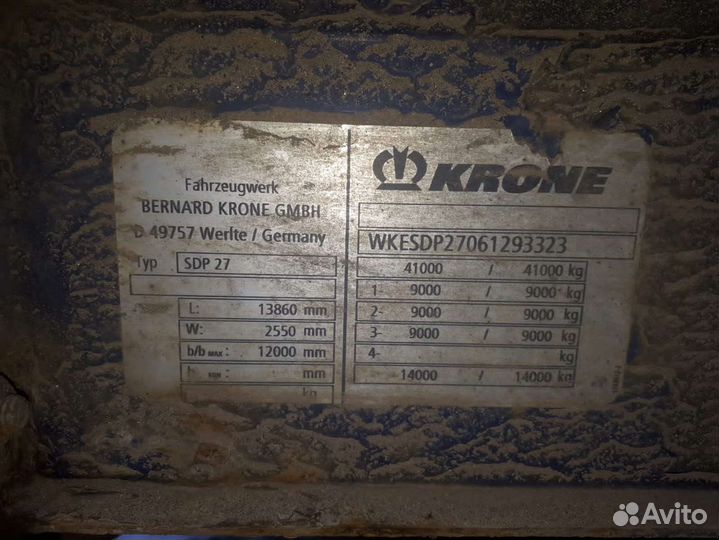 Fahrzeugwerk
BERNARD KRONE GMBH
D 49757 Werlte / Germany
Typ SDP 27
L: 13860 mm
W: 2550 mm
b/b MAX: 12000 mm
mm
kg
KRONE
WKESDP27061293323
41000 / 41000 kg
1- 9000 / 9000 kg
2- 9000 / 9000 kg
3- 9000 / 9000 kg
4- kg
14000 / 14000 kg
Avito